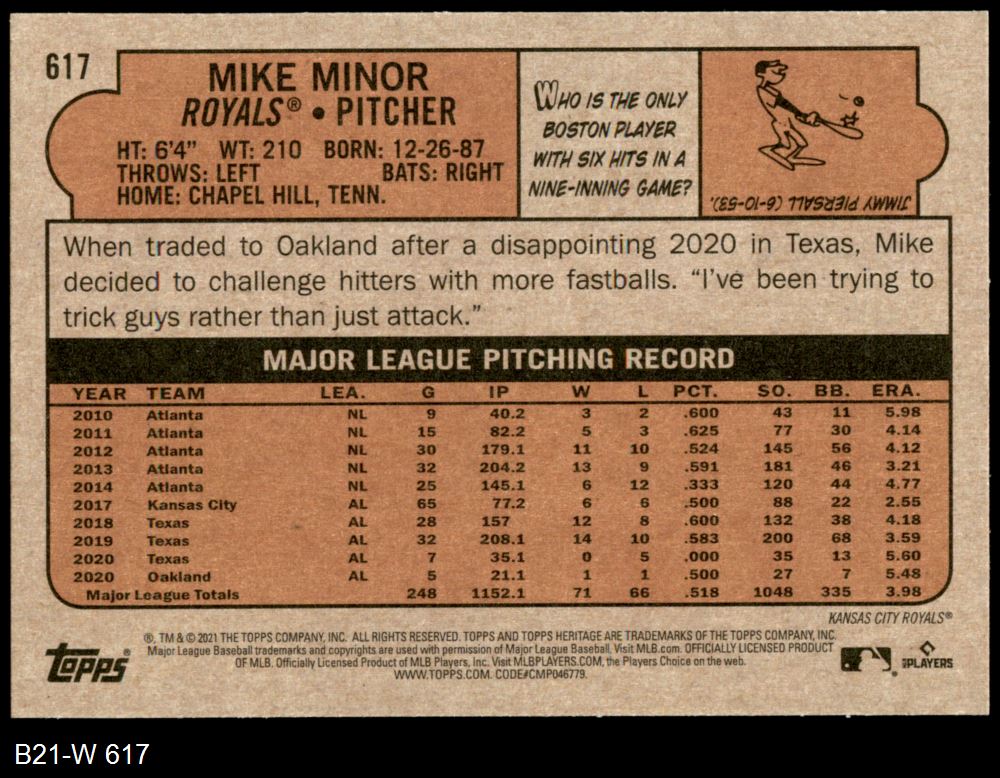 617
MIKE MINOR
ROYALS® • PITCHER
HT: 6'4" WT: 210 BORN: 12-26-87
THROWS: LEFT BATS: RIGHT
HOME: CHAPEL HILL, TENN.
WHO IS THE ONLY
BOSTON PLAYER
WITH SIX HITS IN A
NINE-INNING GAME?
JIMMY PIERSALL (6-10-53).
When traded to Oakland after a disappointing 2020 in Texas, Mike
decided to challenge hitters with more fastballs. “I’ve been trying to
trick guys rather than just attack.”
MAJOR LEAGUE PITCHING RECORD
YEAR TEAM LEA. G IP W L PCT. SO. BB. ERA.
2010 Atlanta NL 9 40.2 3 2 .600 43 11 5.98
2011 Atlanta NL 15 82.2 5 3 .625 77 30 4.14
2012 Atlanta NL 30 179.1 11 10 .524 145 56 4.12
2013 Atlanta NL 32 204.2 13 9 .591 181 46 3.21
2014 Atlanta NL 25 145.1 6 12 .333 120 44 4.77
2017 Kansas City AL 65 77.2 6 6 .500 88 22 2.55
2018 Texas AL 28 157 12 8 .600 132 38 4.18
2019 Texas AL 32 208.1 14 10 .583 200 68 3.59
2020 Texas AL 7 35.1 0 5 .000 35 13 5.60
2020 Oakland AL 5 21.1 1 1 .500 27 7 5.48
Major League Totals 248 1152.1 71 66 .518 1048 335 3.98
KANSAS CITY ROYALS®
®, TM & © 2021 THE TOPPS COMPANY, INC. ALL RIGHTS RESERVED. TOPPS AND TOPPS HERITAGE ARE TRADEMARKS OF THE TOPPS COMPANY, INC.
Major League Baseball trademarks and copyrights are used with permission of Major League Baseball. Visit MLB.com. OFFICIALLY LICENSED PRODUCT
OF MLB. Officially Licensed Product of MLB Players, Inc. Visit MLBPLAYERS.COM, the Players Choice on the web.
WWW.TOPPS.COM. CODE#CMP046779.
Topps®
MLB PLAYERS
B21-W 617